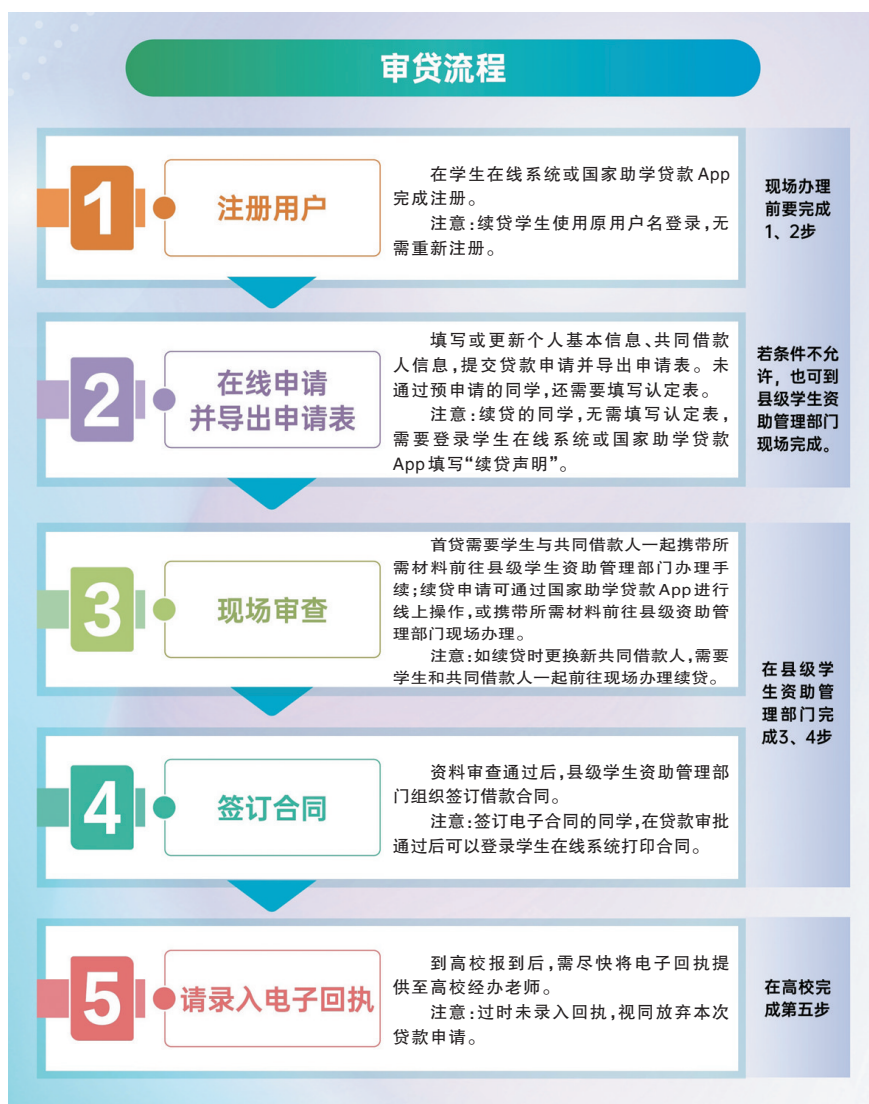 审贷流程
1
注册用户
在学生在线系统或国家助学贷款App
完成注册。
注意:续贷学生使用原用户名登录,无
需重新注册。
现场办理
前要完成
1、2步
2
在线申请
并导出申请表
填写或更新个人基本信息、共同借款
人信息,提交贷款申请并导出申请表。未
通过预申请的同学,还需要填写认定表。
注意:续贷的同学,无需填写认定表,
需要登录学生在线系统或国家助学贷款
App填写“续贷声明”。
若条件不允
许，也可到
县级学生资
助管理部门
现场完成。
3
现场审查
首贷需要学生与共同借款人一起携带所
需材料前往县级学生资助管理部门办理手
续;续贷申请可通过国家助学贷款App进行
线上操作,或携带所需材料前往县级资助管
理部门现场办理。
注意:如续贷时更换新共同借款人,需要
学生和共同借款人一起前往现场办理续贷。
在县级学
生资助管
理部门完
成3、4步
4
签订合同
资料审查通过后,县级学生资助管理部
门组织签订借款合同。
注意:签订电子合同的同学,在贷款审批
通过后可以登录学生在线系统打印合同。
5
请录入电子回执
到高校报到后,需尽快将电子回执提
供至高校经办老师。
注意:过时未录入回执,视同放弃本次
贷款申请。
在高校完
成第五步